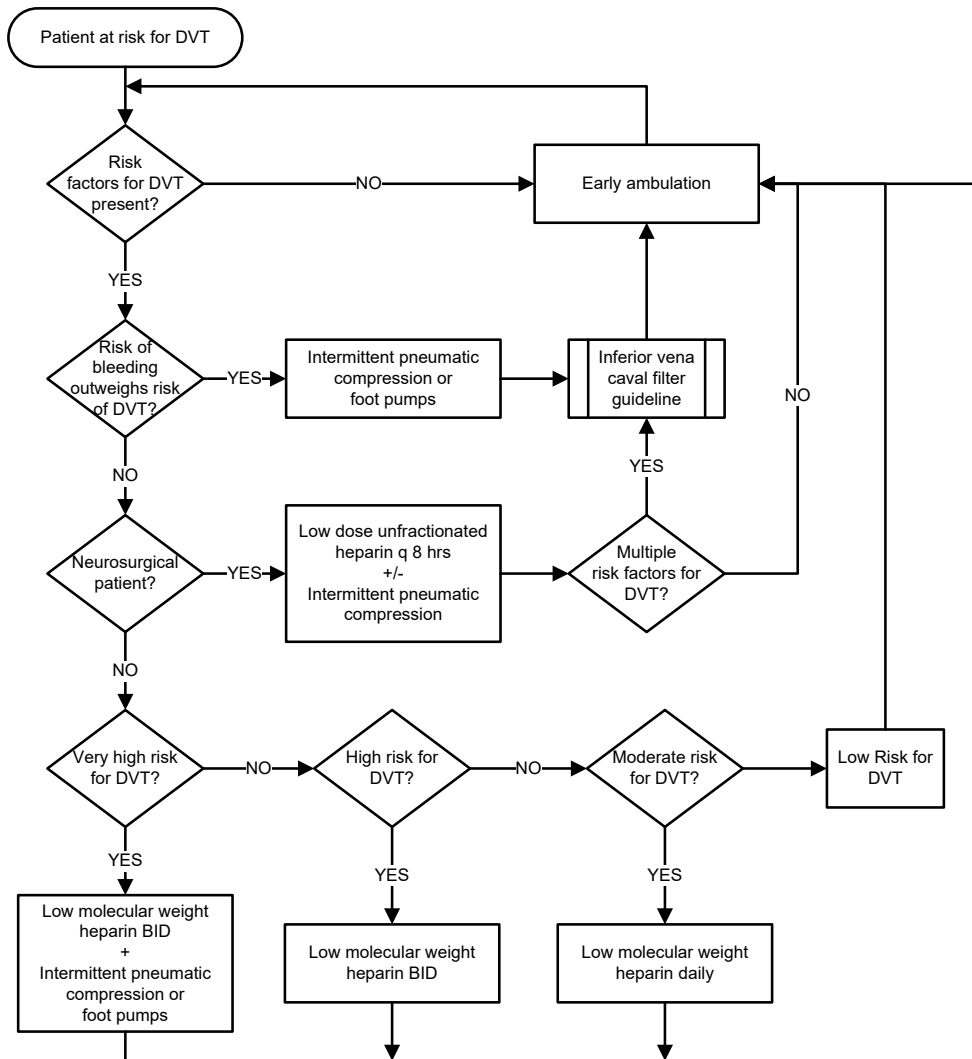 Patient at risk for DVT
Risk
factors for DVT
present?
NO
Early ambulation
YES
Risk of
bleeding
outweighs risk
of DVT?
YES
Intermittent pneumatic
compression or
foot pumps
Inferior vena
caval filter
guideline
NO
NO
YES
Neurosurgical
patient?
YES
Low dose unfractionated
heparin q 8 hrs
+/-
Intermittent pneumatic
compression
Multiple
risk factors for
DVT?
NO
Very high risk
for DVT?
NO
High risk for
DVT?
NO
Moderate risk
for DVT?
Low Risk for
DVT
YES
YES
YES
Low molecular weight
heparin BID
+
Intermittent pneumatic
compression or
foot pumps
Low molecular weight
heparin BID
Low molecular weight
heparin daily